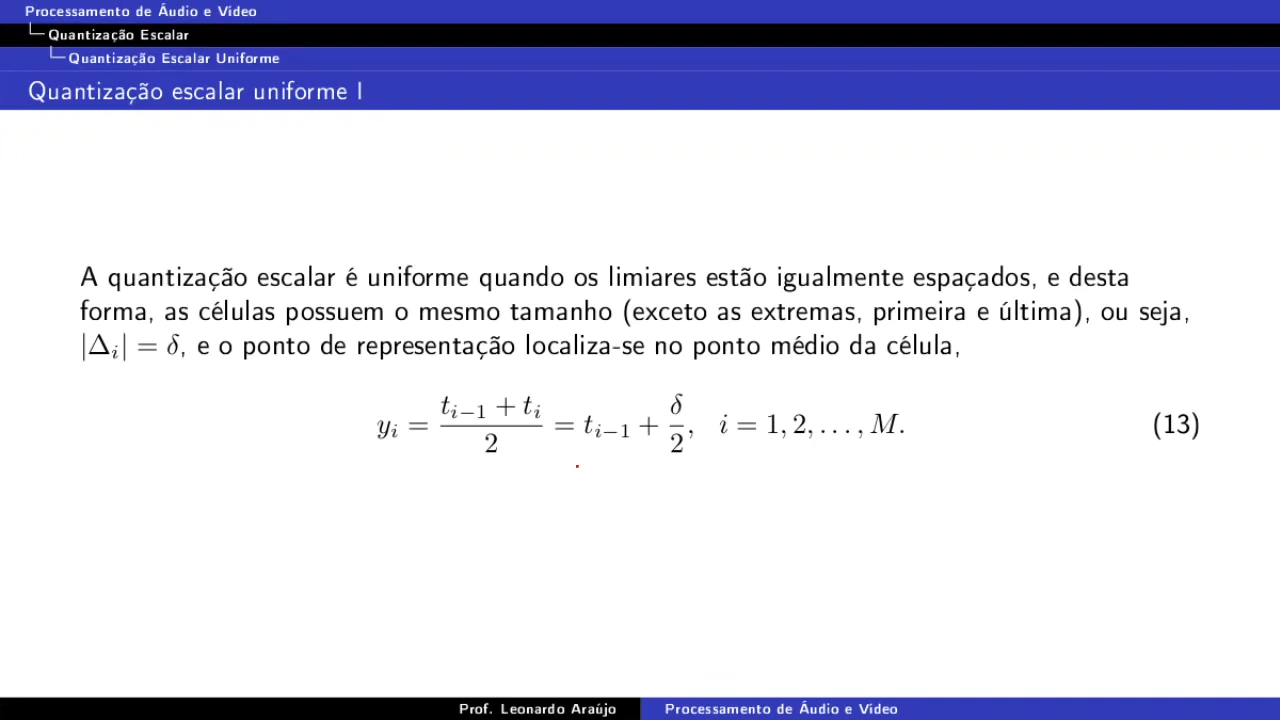 Processamento de Áudio e Vídeo
Quantização Escalar
Quantização Escalar Uniforme
Quantização escalar uniforme I
A quantização escalar é uniforme quando os limiares estão igualmente espaçados, e desta
forma, as células possuem o mesmo tamanho (exceto as extremas, primeira e última), ou seja,
|Δ_i| = δ, e o ponto de representação localiza-se no ponto médio da célula,
y_i = (t_{i−1} + t_i)/2 = t_{i−1} + δ/2, i = 1, 2, . . . , M. (13)
Prof. Leonardo Araújo Processamento de Áudio e Vídeo